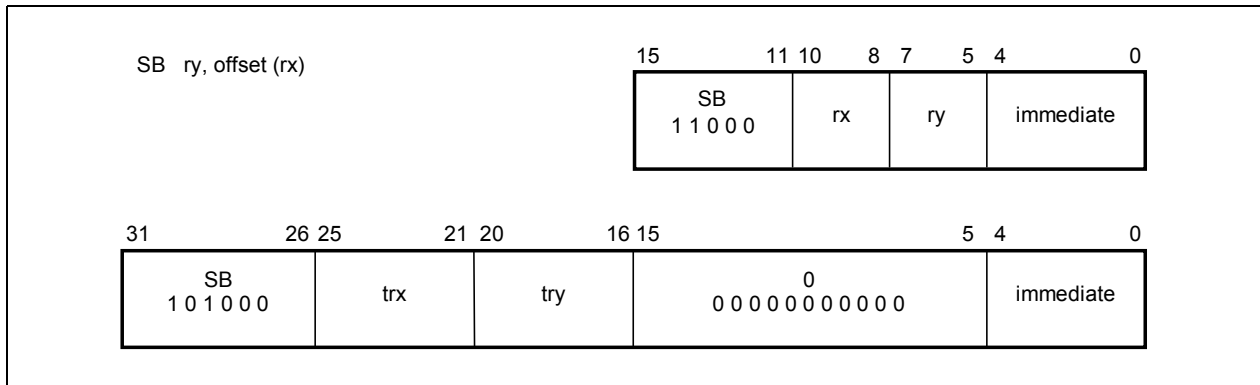 SB ry, offset (rx)
15 11 10 8 7 5 4 0
SB rx ry immediate
1 1 0 0 0
31 26 25 21 20 16 15 5 4 0
SB trx try 0 immediate
1 0 1 0 0 0 0 0 0 0 0 0 0 0 0 0 0